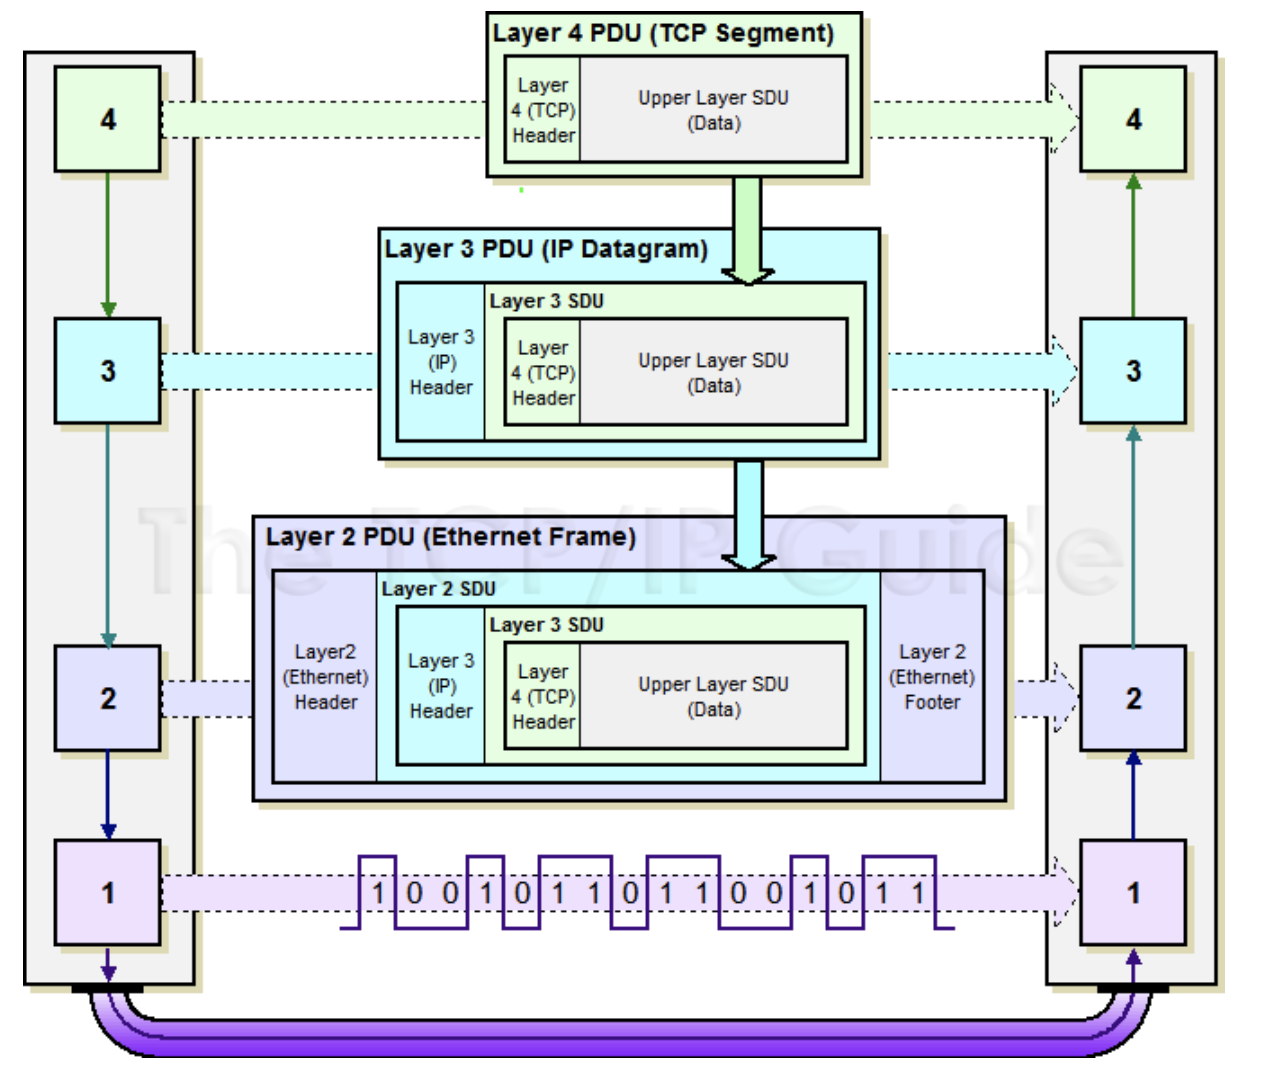 Layer 4 PDU (TCP Segment)
Layer
4 (TCP)
Header
Upper Layer SDU
(Data)
4
4
Layer 3 PDU (IP Datagram)
Layer 3 SDU
Layer 3
(IP)
Header
Layer
4 (TCP)
Header
Upper Layer SDU
(Data)
3
3
The TCP/IP Guide
Layer 2 PDU (Ethernet Frame)
Layer 2 SDU
Layer 3 SDU
Layer2
(Ethernet)
Header
Layer 3
(IP)
Header
Layer
4 (TCP)
Header
Upper Layer SDU
(Data)
Layer 2
(Ethernet)
Footer
2
2
1
1 0 0 1 0 1 1 0 1 1 0 0 1 0 1 1
1